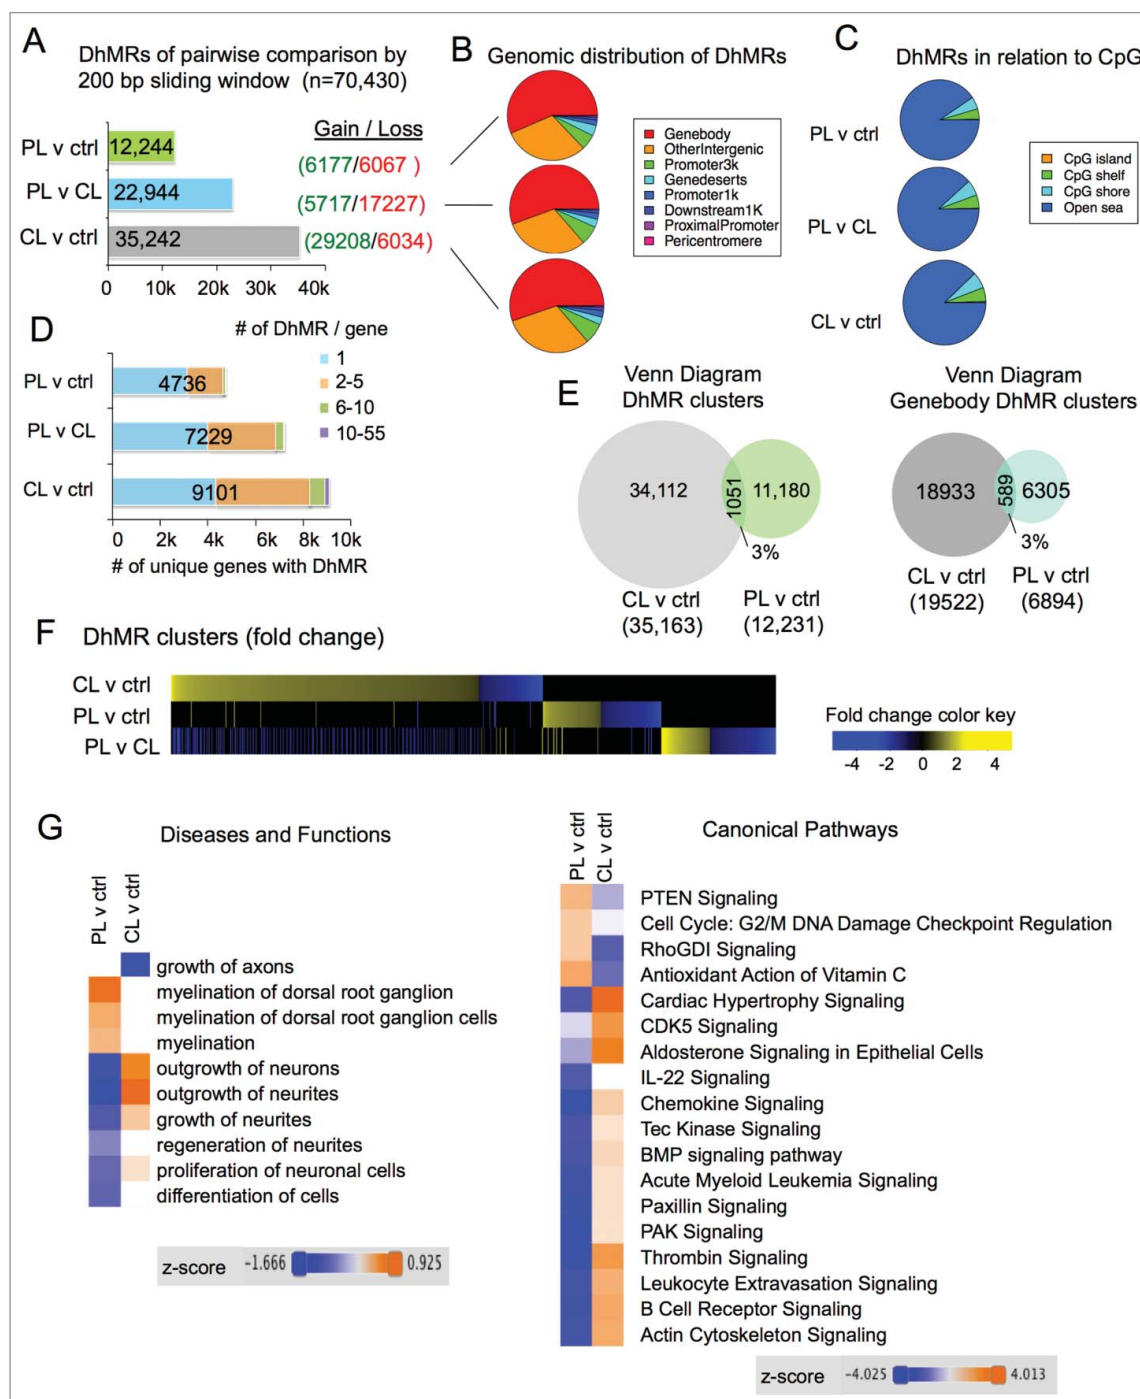 A
DhMRs of pairwise comparison by
200 bp sliding window (n=70,430)
Gain / Loss
PL v ctrl
12,244
(6177/6067 )
PL v CL
22,944
(5717/17227)
CL v ctrl
35,242
(29208/6034)
0 10k 20k 30k 40k
B
Genomic distribution of DhMRs
Genebody
OtherIntergenic
Promoter3k
Genedeserts
Promoter1k
Downstream1K
ProximalPromoter
Pericentromere
C
DhMRs in relation to CpG
PL v ctrl
PL v CL
CL v ctrl
CpG island
CpG shelf
CpG shore
Open sea
D
# of DhMR / gene
1
2-5
6-10
10-55
PL v ctrl
4736
PL v CL
7229
CL v ctrl
9101
0 2k 4k 6k 8k 10k
# of unique genes with DhMR
E
Venn Diagram
DhMR clusters
34,112
1051
11,180
3%
CL v ctrl
(35,163)
PL v ctrl
(12,231)
Venn Diagram
Genebody DhMR clusters
18933
589
6305
3%
CL v ctrl
(19522)
PL v ctrl
(6894)
F
DhMR clusters (fold change)
CL v ctrl
PL v ctrl
PL v CL
Fold change color key
-4 -2 0 2 4
G
Diseases and Functions
PL v ctrl
CL v ctrl
growth of axons
myelination of dorsal root ganglion
myelination of dorsal root ganglion cells
myelination
outgrowth of neurons
outgrowth of neurites
growth of neurites
regeneration of neurites
proliferation of neuronal cells
differentiation of cells
z-score -1.666 0.925
Canonical Pathways
PL v ctrl
CL v ctrl
PTEN Signaling
Cell Cycle: G2/M DNA Damage Checkpoint Regulation
RhoGDI Signaling
Antioxidant Action of Vitamin C
Cardiac Hypertrophy Signaling
CDK5 Signaling
Aldosterone Signaling in Epithelial Cells
IL-22 Signaling
Chemokine Signaling
Tec Kinase Signaling
BMP signaling pathway
Acute Myeloid Leukemia Signaling
Paxillin Signaling
PAK Signaling
Thrombin Signaling
Leukocyte Extravasation Signaling
B Cell Receptor Signaling
Actin Cytoskeleton Signaling
z-score -4.025 4.013